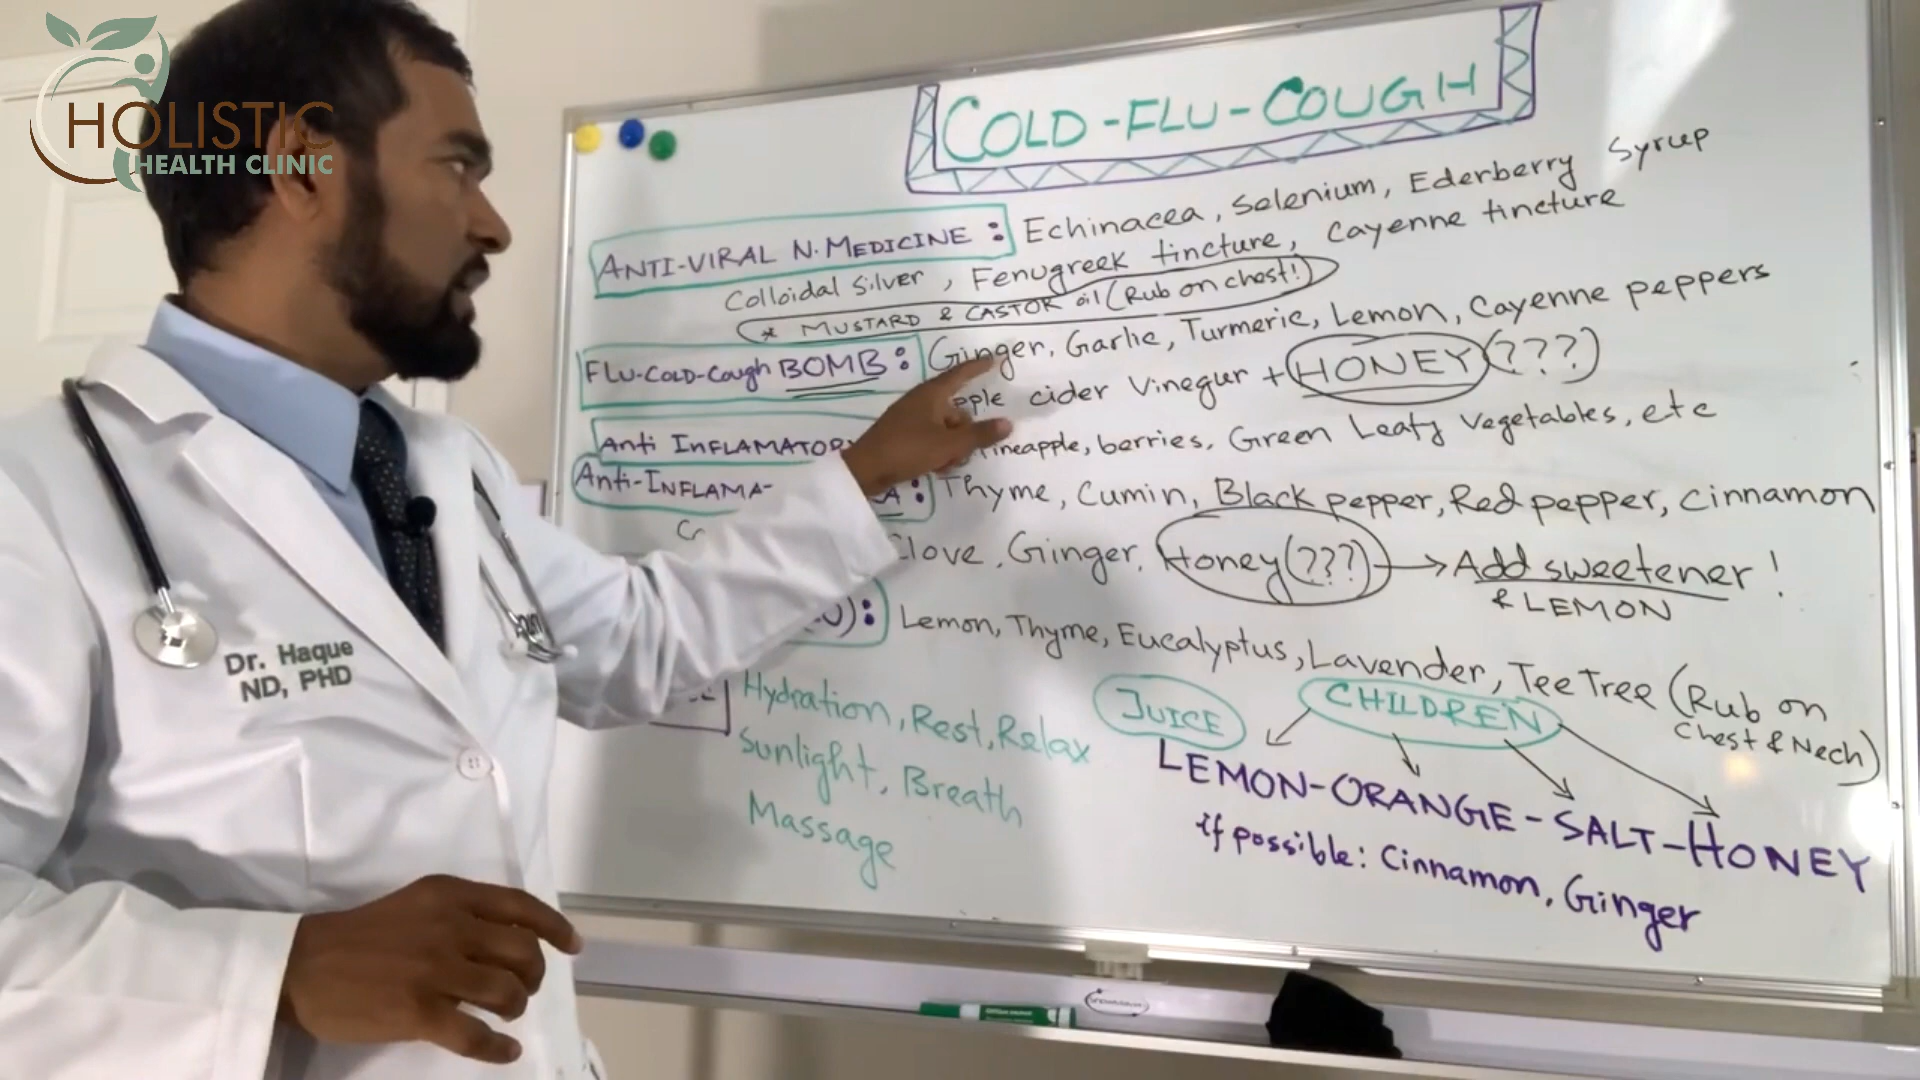 HOLISTIC
HEALTH CLINIC
COLD-FLU-COUGH
ANTI-VIRAL N. MEDICINE: Echinacea, Selenium, Ederberry Syrup
Colloidal Silver, Fenugreek tincture, Cayenne tincture
* MUSTARD & CASTOR oil (Rub on chest!)
FLU-COLD-Cough BOMB: Ginger, Garlic, Turmeric, Lemon, Cayenne peppers
pple cider Vinegar + HONEY (???)
Anti INFLAMATORY ineapple, berries, Green Leafy Vegetables, etc
Anti-INFLAMA- A: Thyme, Cumin, Black pepper, Red pepper, Cinnamon
Clove, Ginger, Honey (???) → Add sweetener!
& LEMON
): Lemon, Thyme, Eucalyptus, Lavender, Tee Tree (Rub on
Chest & Nech)
Hydration, Rest, Relax
Sunlight, Breath
Massage
JUICE CHILDREN
LEMON-ORANGE-SALT-HONEY
if possible: Cinnamon, Ginger
Dr. Haque
ND, PHD